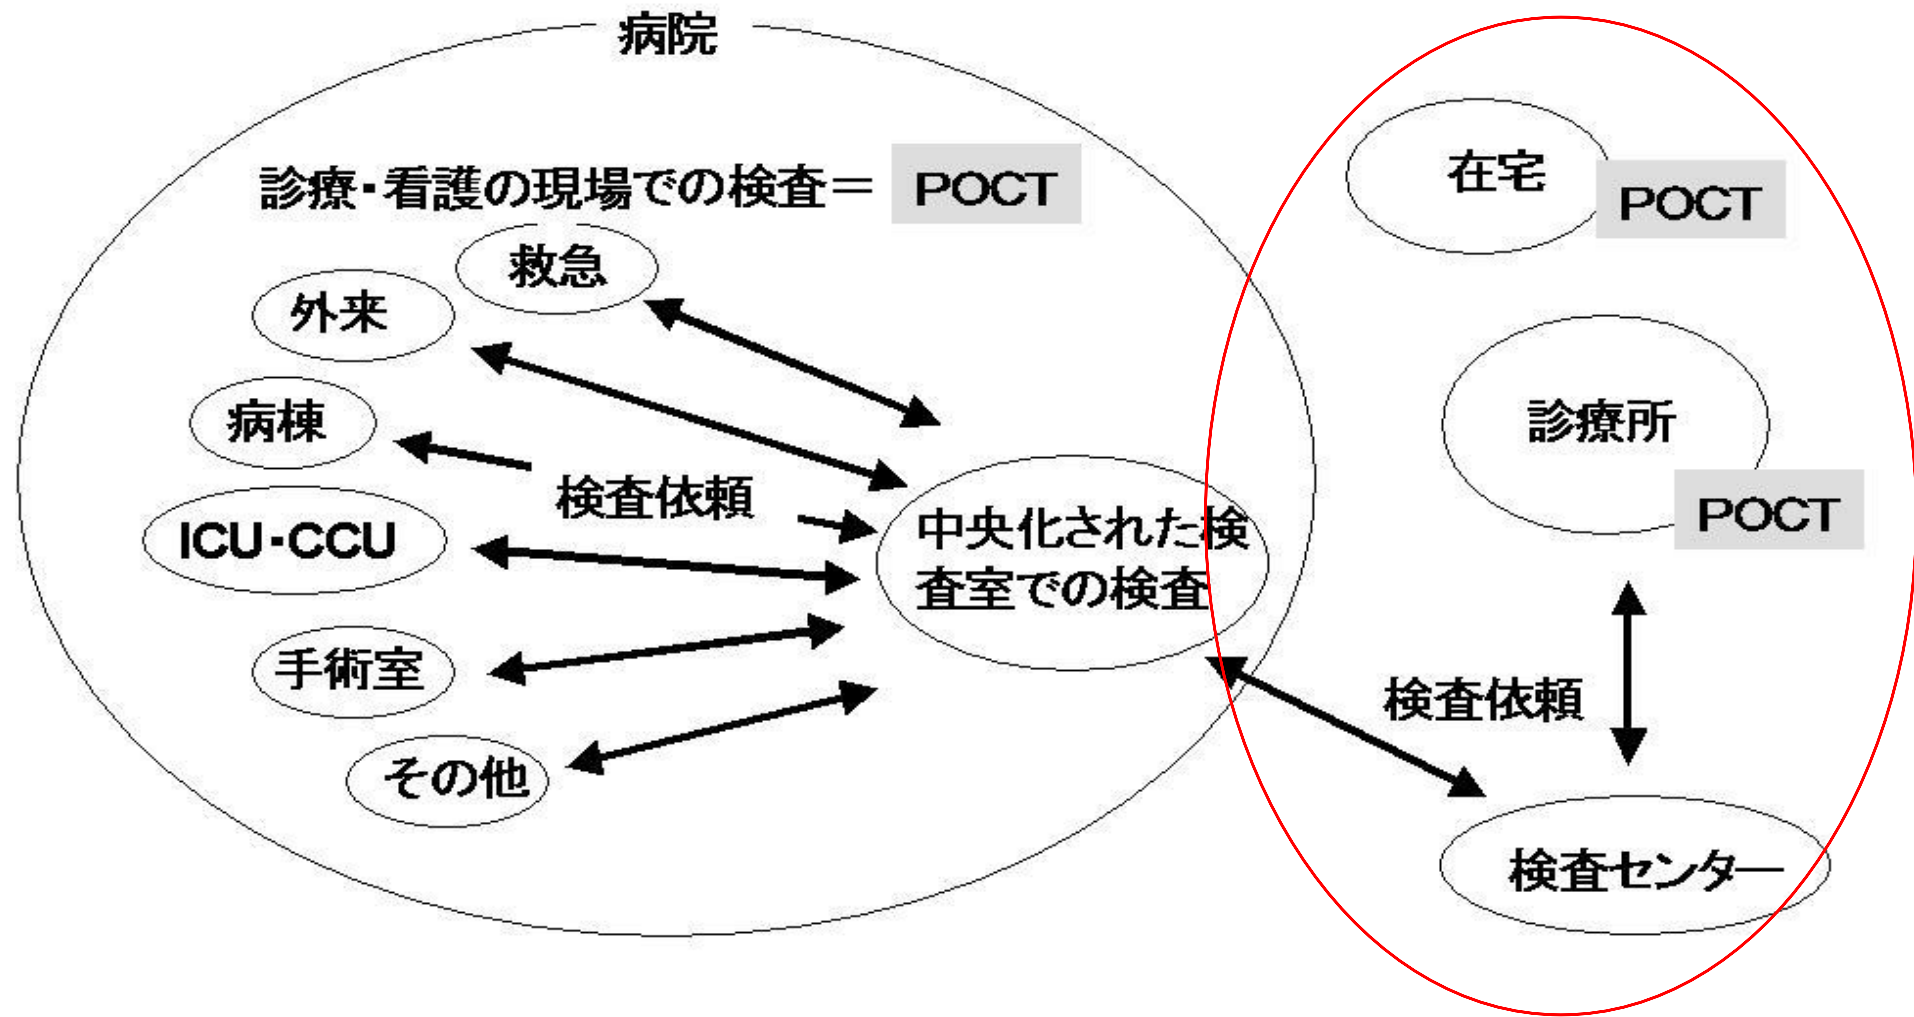 病院
診療・看護の現場での検査＝ POCT
救急
外来
病棟
検査依頼
ICU・CCU
手術室
その他
中央化された検
査室での検査
在宅
POCT
診療所
POCT
検査依頼
検査センター